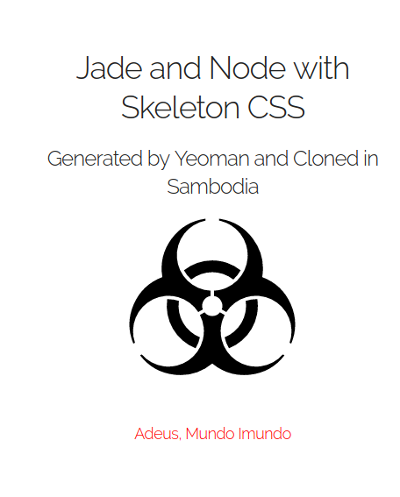 Jade and Node with
Skeleton CSS
Generated by Yeoman and Cloned in
Sambodia
Adeus, Mundo Imundo